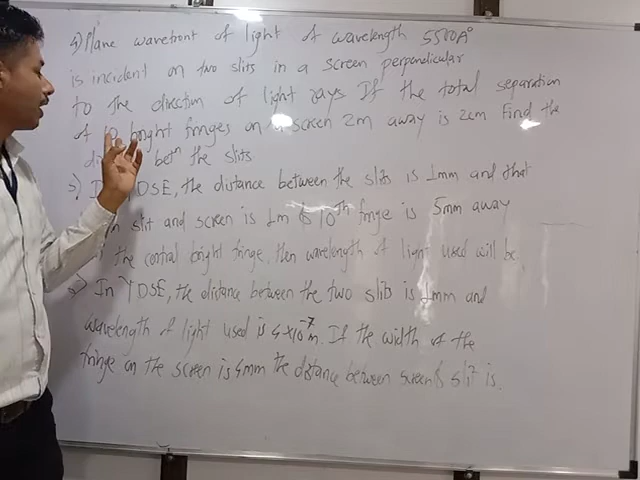 4) Plane wavefront of light of wavelength 5500A°
is incident on two slits in a screen perpendicular
to the direction of light rays If the total separation
of 10 bright fringes on a screen 2m away is 2cm Find the
betn the slits
5) In YDSE, the distance between the slits is 1mm and that
slit and screen is 1m & 10th fringe is 5mm away
the central bright fringe, then wavelength of light used will be.
In YDSE, the distance between the two slits is 1mm and
wavelength of light used is 4×10-7m. If the width of the
fringe on the screen is 4mm the distance between screen & slit is.